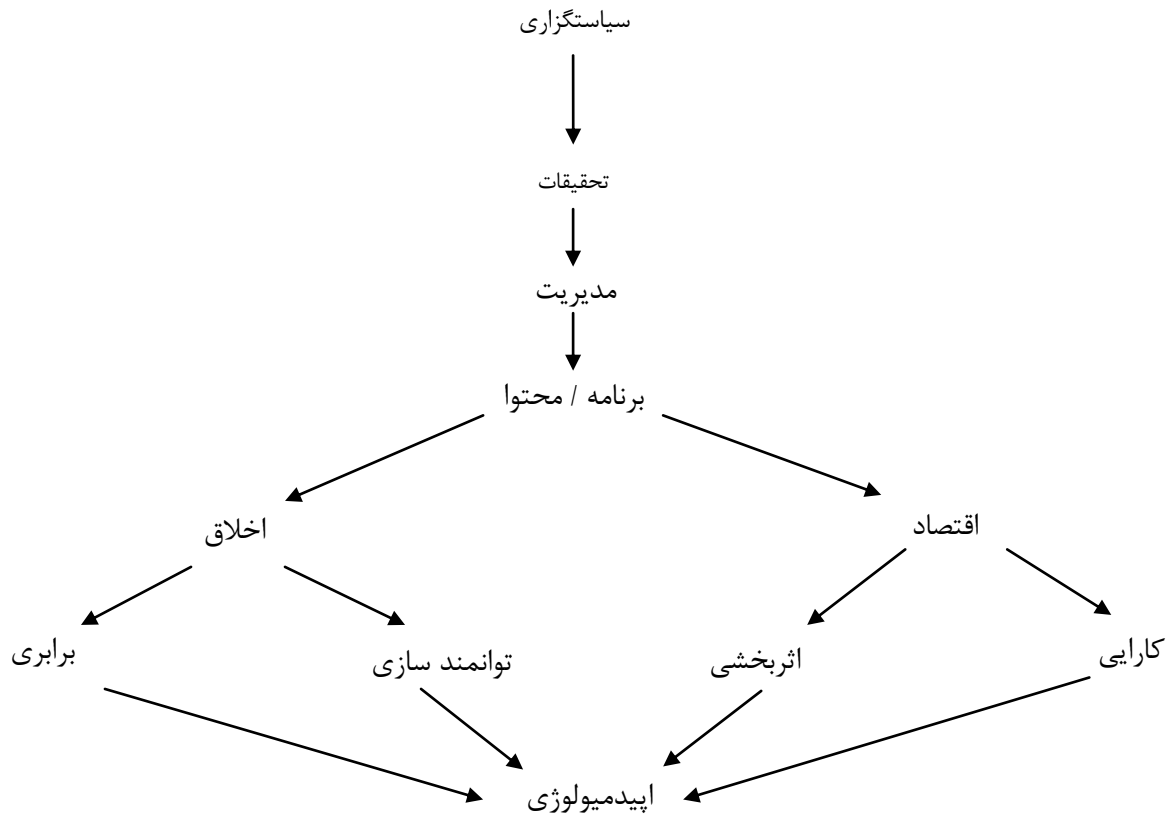 سیاستگزاری
تحقیقات
مدیریت
برنامه / محتوا
اقتصاد
اخلاق
کارایی
اثربخشی
توانمند سازی
برابری
اپیدمیولوژی